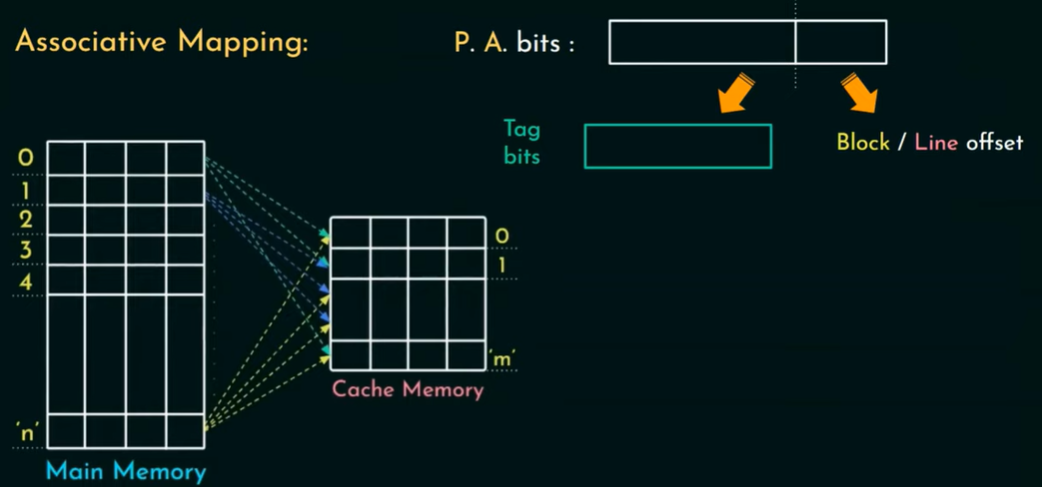 Associative Mapping:
P. A. bits :
Tag
bits
Block / Line offset
0
1
2
3
4
'n'
Main Memory
0
1
'm'
Cache Memory